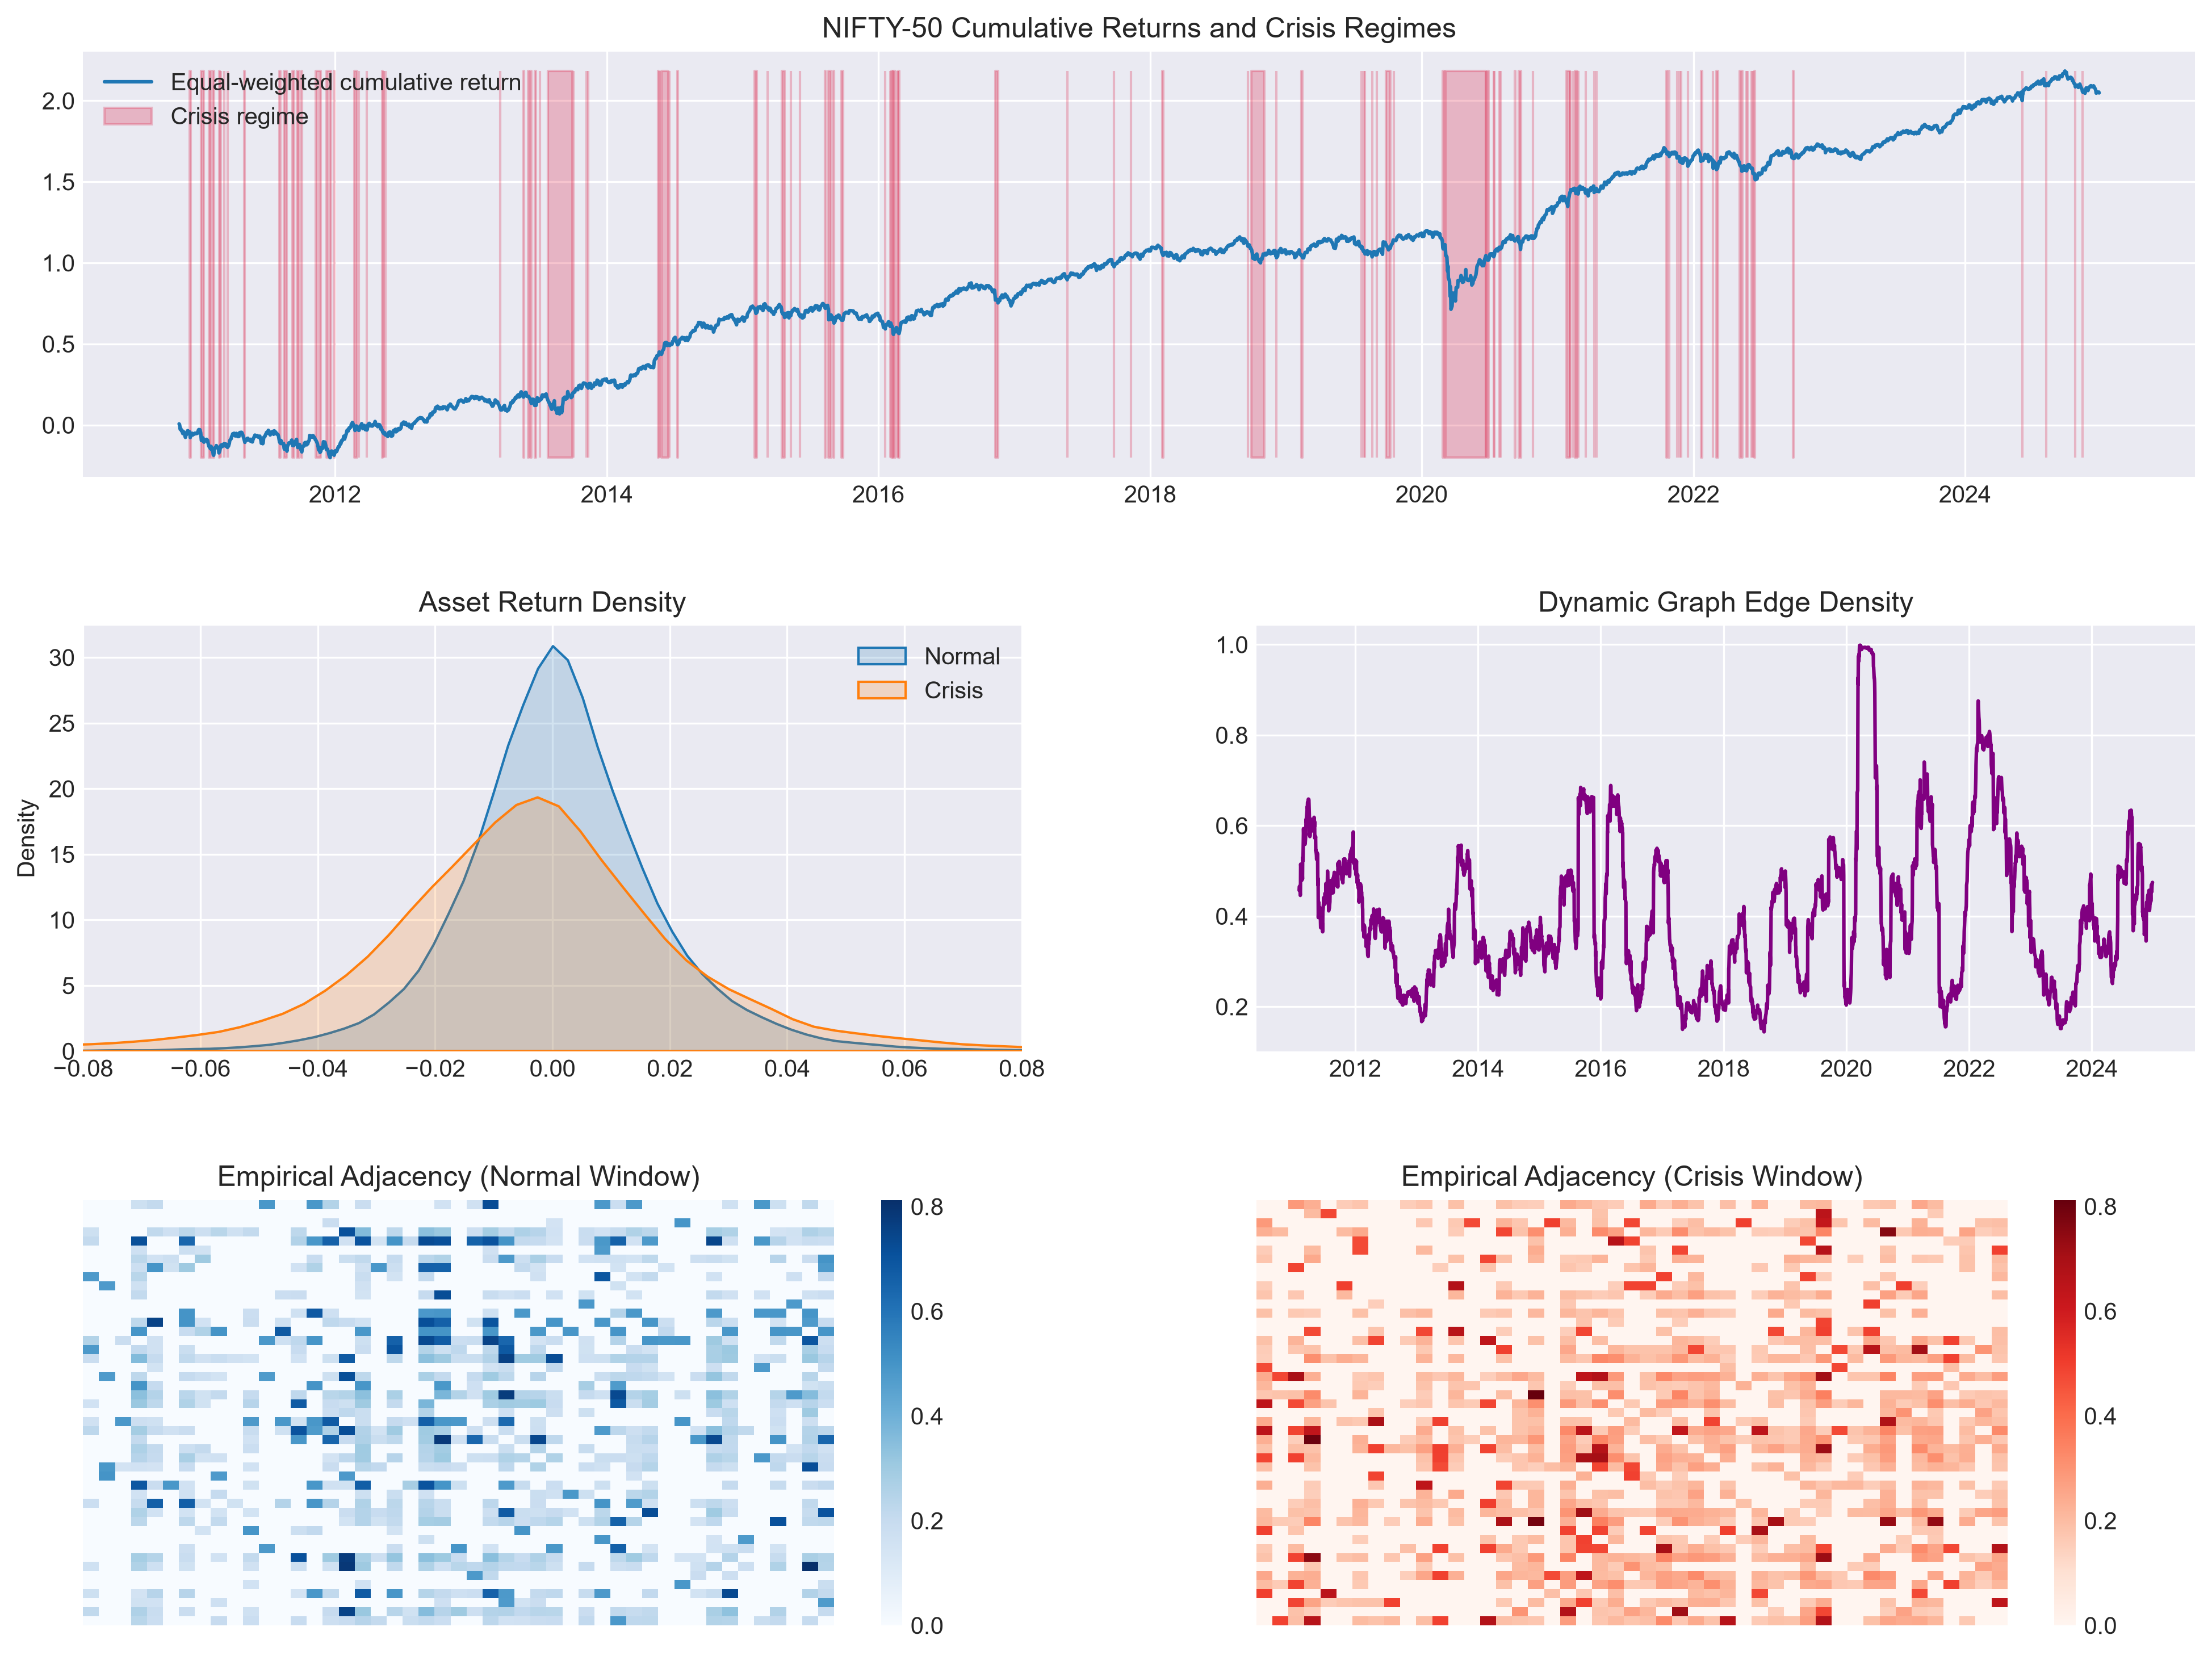 NIFTY-50 Cumulative Returns and Crisis Regimes
Equal-weighted cumulative return
Crisis regime
2.0
1.5
1.0
0.5
0.0
2012 2014 2016 2018 2020 2022 2024
Asset Return Density
Normal
Crisis
Density
30
25
20
15
10
5
0
−0.08 −0.06 −0.04 −0.02 0.00 0.02 0.04 0.06 0.08
Dynamic Graph Edge Density
1.0
0.8
0.6
0.4
0.2
2012 2014 2016 2018 2020 2022 2024
Empirical Adjacency (Normal Window)
0.8
0.6
0.4
0.2
0.0
Empirical Adjacency (Crisis Window)
0.8
0.6
0.4
0.2
0.0